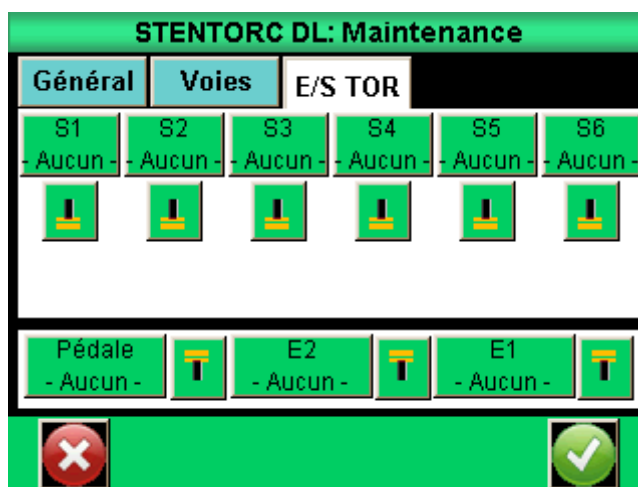 STENTORC DL: Maintenance
Général Voies E/S TOR
S1 S2 S3 S4 S5 S6
- Aucun - - Aucun - - Aucun - - Aucun - - Aucun - - Aucun -
Pédale E2 E1
- Aucun - - Aucun - - Aucun -